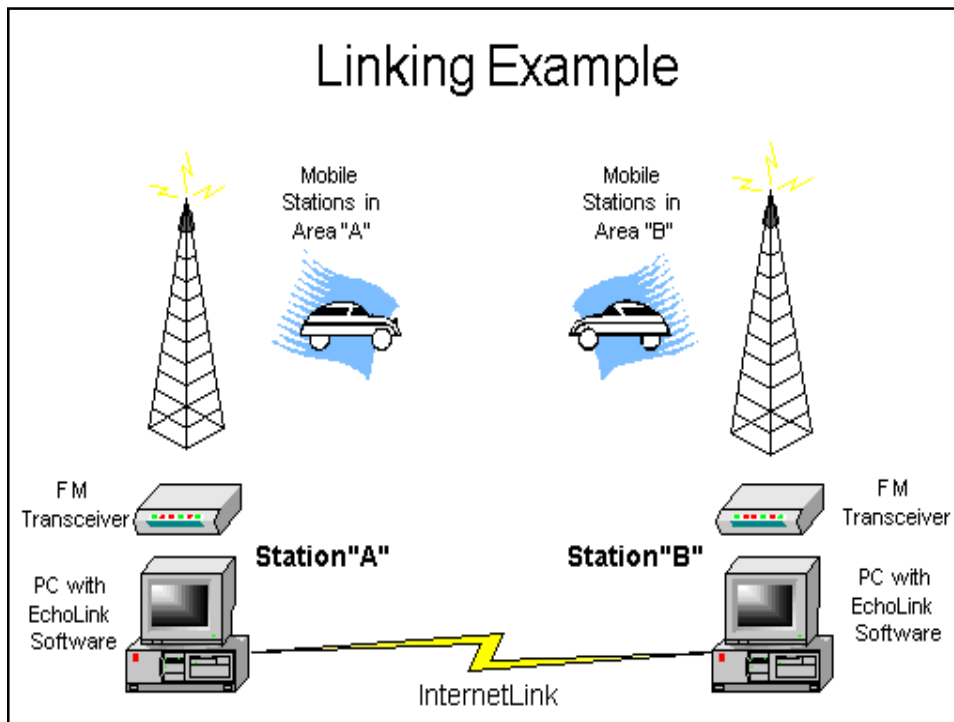 Linking Example
Mobile
Stations in
Area "A"
Mobile
Stations in
Area "B"
FM
Transceiver
FM
Transceiver
Station"A"
Station"B"
PC with
EchoLink
Software
PC with
EchoLink
Software
InternetLink